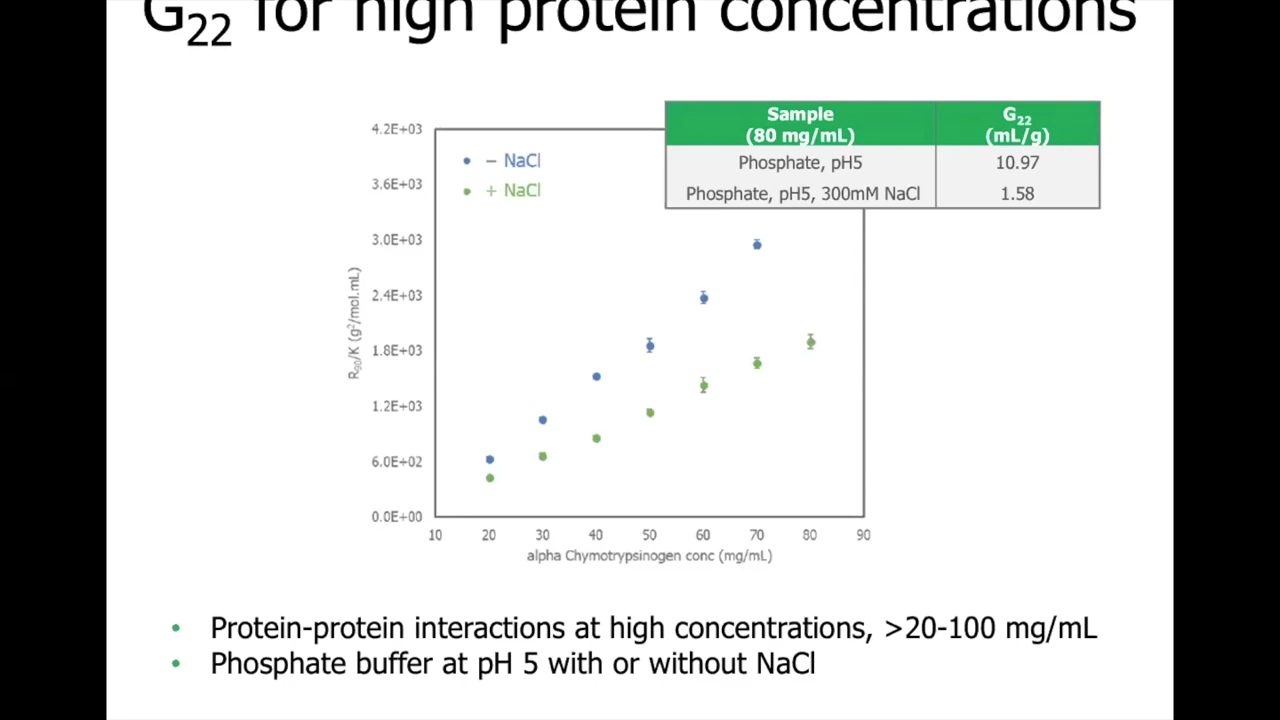 G22 for high protein concentrations
Sample (80 mg/mL) G22 (mL/g)
Phosphate, pH5 10.97
Phosphate, pH5, 300mM NaCl 1.58
− NaCl
+ NaCl
4.2E+03
3.6E+03
3.0E+03
2.4E+03
1.8E+03
1.2E+03
6.0E+02
0.0E+00
R90/K (g2/mol.mL)
10 20 30 40 50 60 70 80 90
alpha Chymotrypsinogen conc (mg/mL)
• Protein-protein interactions at high concentrations, >20-100 mg/mL
• Phosphate buffer at pH 5 with or without NaCl